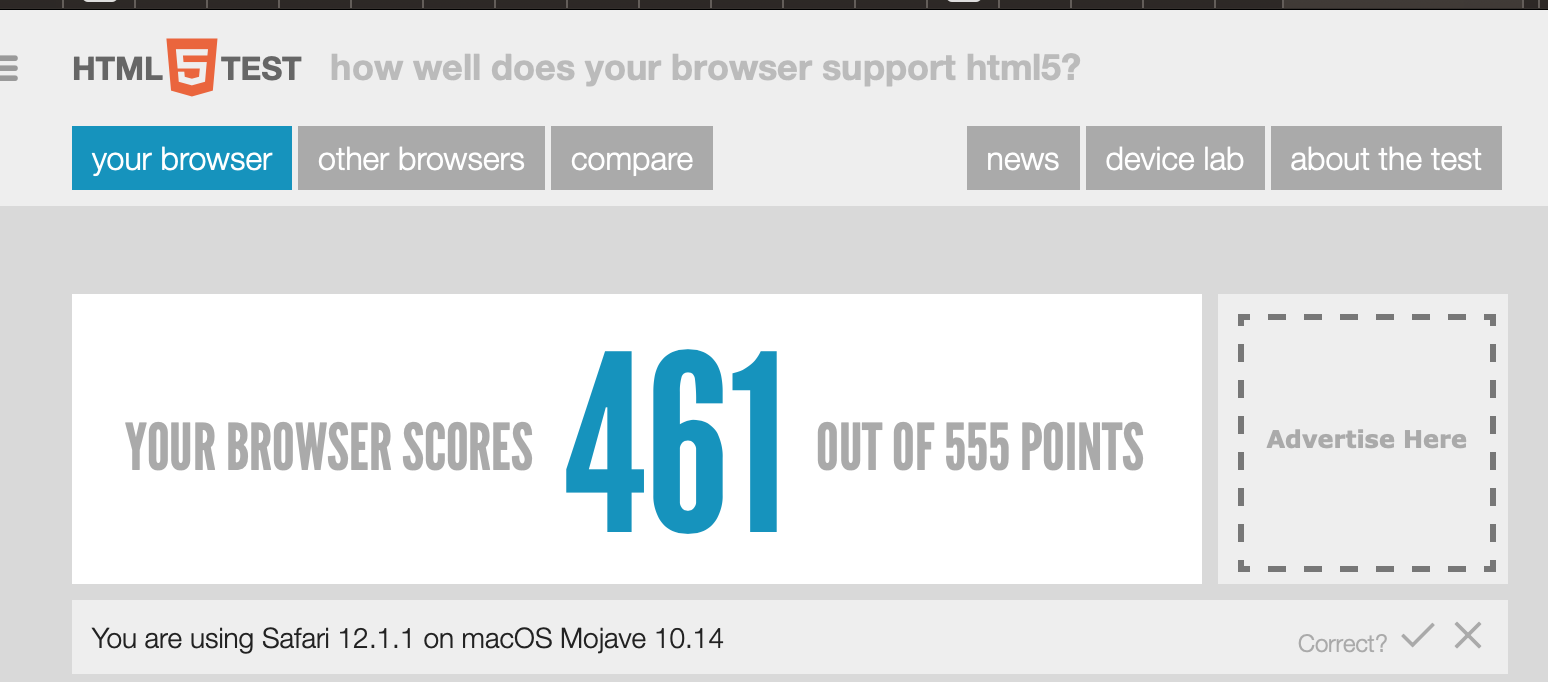 HTML5TEST how well does your browser support html5?
your browser other browsers compare news device lab about the test
YOUR BROWSER SCORES 461 OUT OF 555 POINTS
Advertise Here
You are using Safari 12.1.1 on macOS Mojave 10.14 Correct?